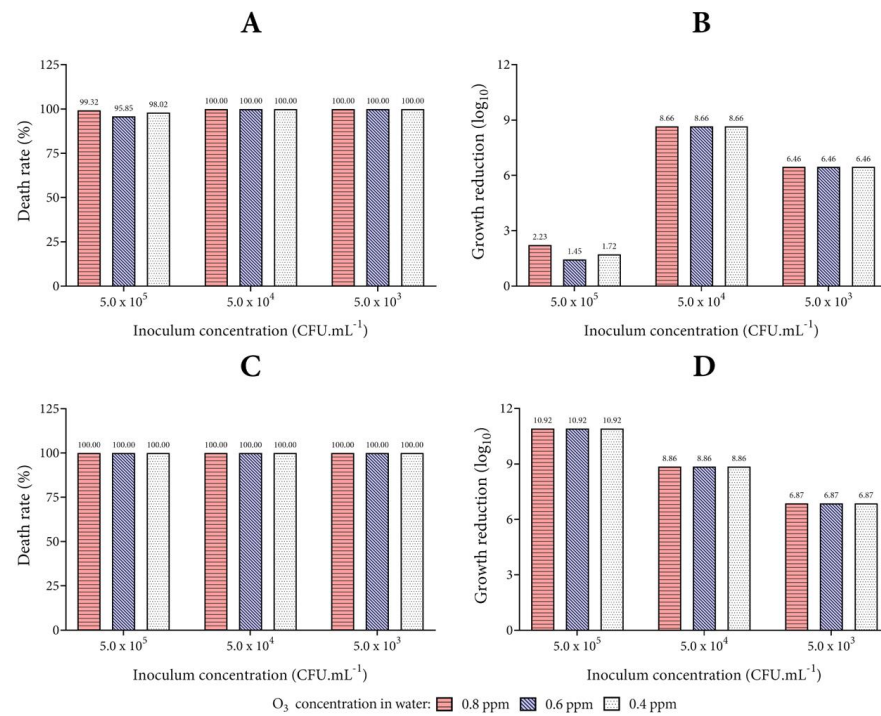 A
Death rate (%)
125
100
75
50
25
0
99.32 95.85 98.02 100.00 100.00 100.00 100.00 100.00 100.00
5.0 x 10⁵ 5.0 x 10⁴ 5.0 x 10³
Inoculum concentration (CFU.mL⁻¹)
B
Growth reduction (log₁₀)
12
9
6
3
0
2.23 1.45 1.72 8.66 8.66 8.66 6.46 6.46 6.46
5.0 x 10⁵ 5.0 x 10⁴ 5.0 x 10³
Inoculum concentration (CFU.mL⁻¹)
C
Death rate (%)
125
100
75
50
25
0
100.00 100.00 100.00 100.00 100.00 100.00 100.00 100.00 100.00
5.0 x 10⁵ 5.0 x 10⁴ 5.0 x 10³
Inoculum concentration (CFU.mL⁻¹)
D
Growth reduction (log₁₀)
12
9
6
3
0
10.92 10.92 10.92 8.86 8.86 8.86 6.87 6.87 6.87
5.0 x 10⁵ 5.0 x 10⁴ 5.0 x 10³
Inoculum concentration (CFU.mL⁻¹)
O₃ concentration in water: 0.8 ppm 0.6 ppm 0.4 ppm